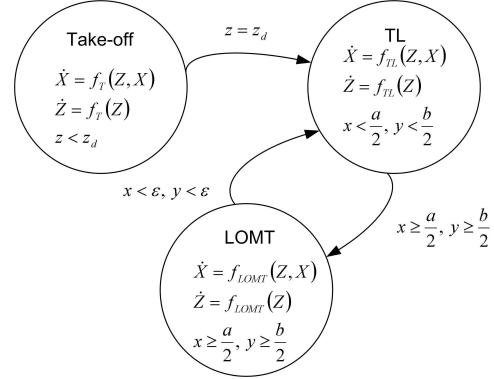 Take-off
Ẋ = f_T(Z, X)
Ż = f_T(Z)
z < z_d
z = z_d
TL
Ẋ = f_TL(Z, X)
Ż = f_TL(Z)
x < a/2, y < b/2
x < ε, y < ε
x ≥ a/2, y ≥ b/2
LOMT
Ẋ = f_LOMT(Z, X)
Ż = f_LOMT(Z)
x ≥ a/2, y ≥ b/2